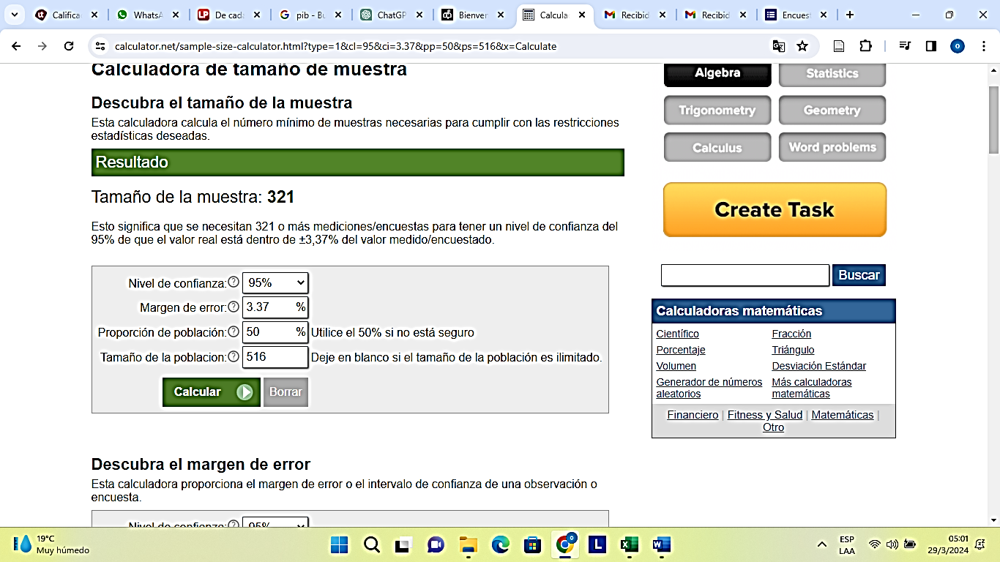 Califica
WhatsA
De cada
pib - Bu
ChatGP
Bienver
Calcula
Recibid
Recibid
Encuest
calculator.net/sample-size-calculator.html?type=1&cl=95&ci=3.37&pp=50&ps=516&x=Calculate
Calculadora de tamaño de muestra
Descubra el tamaño de la muestra
Esta calculadora calcula el número mínimo de muestras necesarias para cumplir con las restricciones
estadísticas deseadas.
Resultado
Tamaño de la muestra: 321
Esto significa que se necesitan 321 o más mediciones/encuestas para tener un nivel de confianza del
95% de que el valor real está dentro de ±3,37% del valor medido/encuestado.
Nivel de confianza: ? 95%
Margen de error: ? 3.37 %
Proporción de población: ? 50 % Utilice el 50% si no está seguro
Tamaño de la poblacion: ? 516 Deje en blanco si el tamaño de la población es ilimitado.
Calcular Borrar
Descubra el margen de error
Esta calculadora proporciona el margen de error o el intervalo de confianza de una observación o
encuesta.
Nivel de confianza: ? 95%
Algebra Statistics
Trigonometry Geometry
Calculus Word problems
Create Task
Buscar
Calculadoras matemáticas
Científico Fracción
Porcentaje Triángulo
Volumen Desviación Estándar
Generador de números Más calculadoras
aleatorios matemáticas
Financiero | Fitness y Salud | Matemáticas |
Otro
19°C
Muy húmedo
ESP
LAA
05:01
29/3/2024